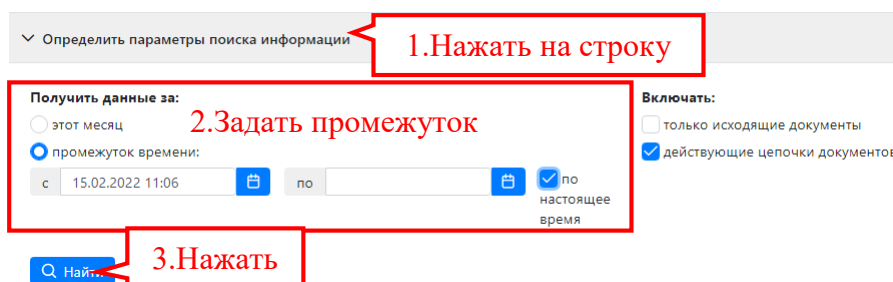 Определить параметры поиска информации
1.Нажать на строку
Получить данные за:
Включать:
этот месяц
2.Задать промежуток
только исходящие документы
промежуток времени:
действующие цепочки документов
с 15.02.2022 11:06 по
по
настоящее
время
3.Нажать
Найти